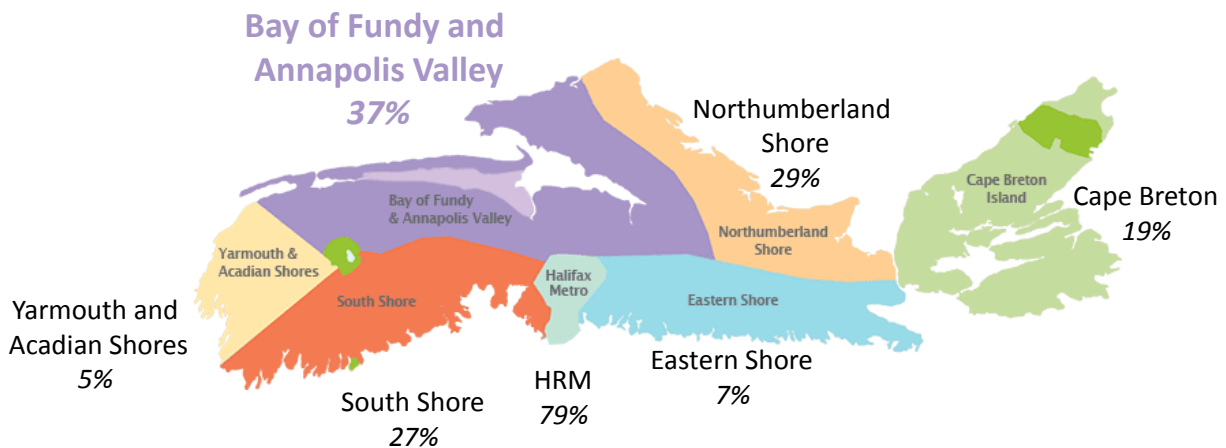 Bay of Fundy and
Annapolis Valley
37%
Northumberland
Shore
29%
Cape Breton
Island
Cape Breton
19%
Bay of Fundy
& Annapolis Valley
Northumberland
Shore
Yarmouth &
Acadian Shores
Halifax
Metro
South Shore
Eastern Shore
Yarmouth and
Acadian Shores
5%
Eastern Shore
7%
HRM
79%
South Shore
27%